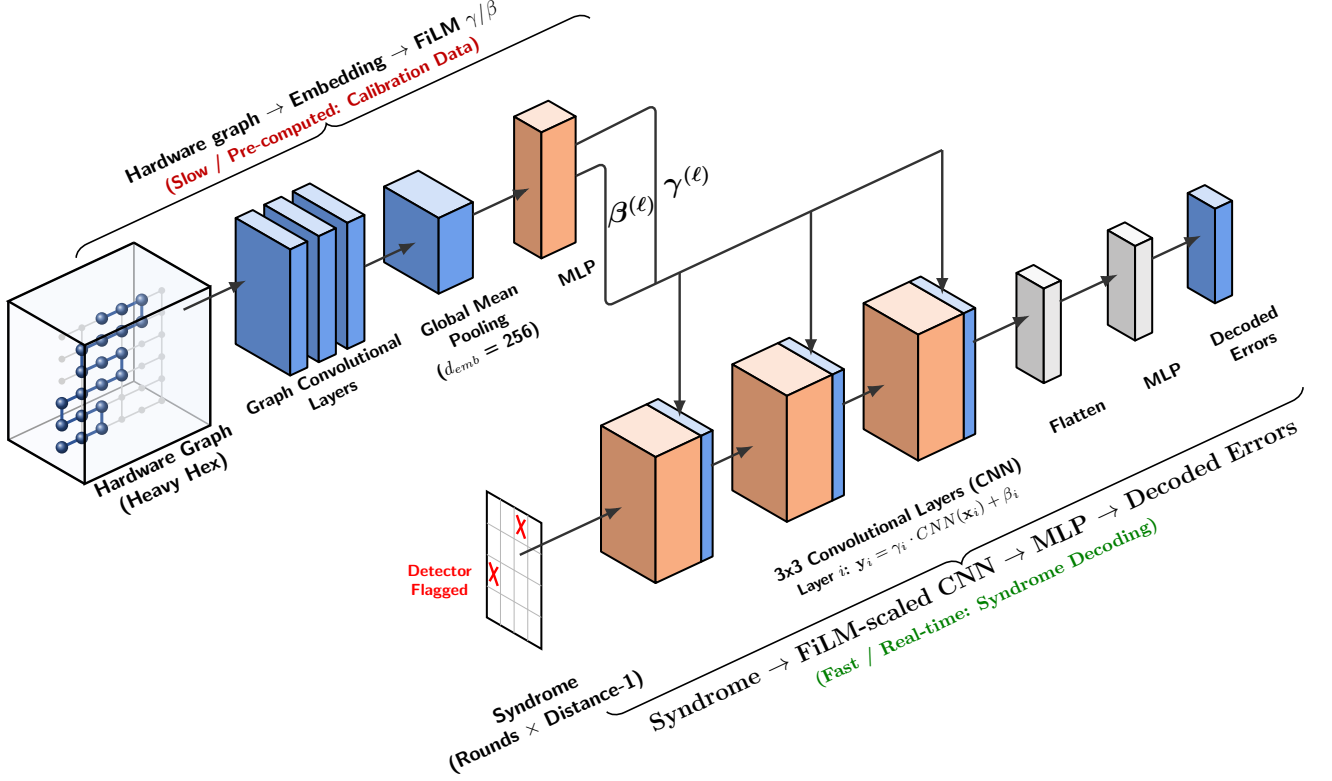 Hardware graph → Embedding → FiLM γ/β
(Slow / Pre-computed: Calibration Data)
Hardware Graph
(Heavy Hex)
Graph Convolutional
Layers
Global Mean
Pooling
(d_{emb} = 256)
MLP
β^{(ℓ)}
γ^{(ℓ)}
Detector
Flagged
Syndrome
(Rounds × Distance-1)
3x3 Convolutional Layers (CNN)
Layer i: y_i = γ_i · CNN(x_i) + β_i
Flatten
MLP
Decoded
Errors
Syndrome → FiLM-scaled CNN → MLP → Decoded Errors
(Fast / Real-time: Syndrome Decoding)